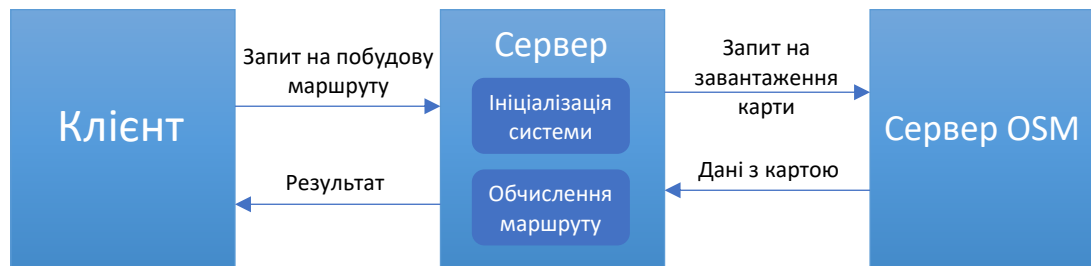 Клієнт
Запит на побудову
маршруту
Результат
Сервер
Ініціалізація
системи
Обчислення
маршруту
Запит на
завантаження
карти
Дані з картою
Сервер OSM